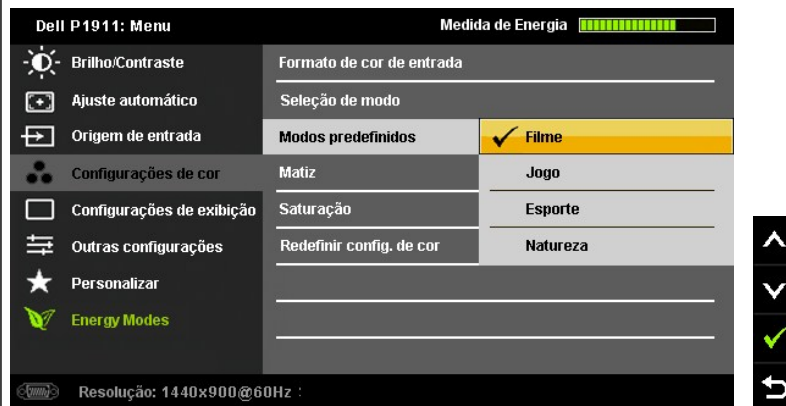 Dell P1911: Menu
Medida de Energia
Brilho/Contraste
Ajuste automático
Origem de entrada
Configurações de cor
Configurações de exibição
Outras configurações
Personalizar
Energy Modes
Formato de cor de entrada
Seleção de modo
Modos predefinidos
Matiz
Saturação
Redefinir config. de cor
Filme
Jogo
Esporte
Natureza
Resolução: 1440x900@60Hz :